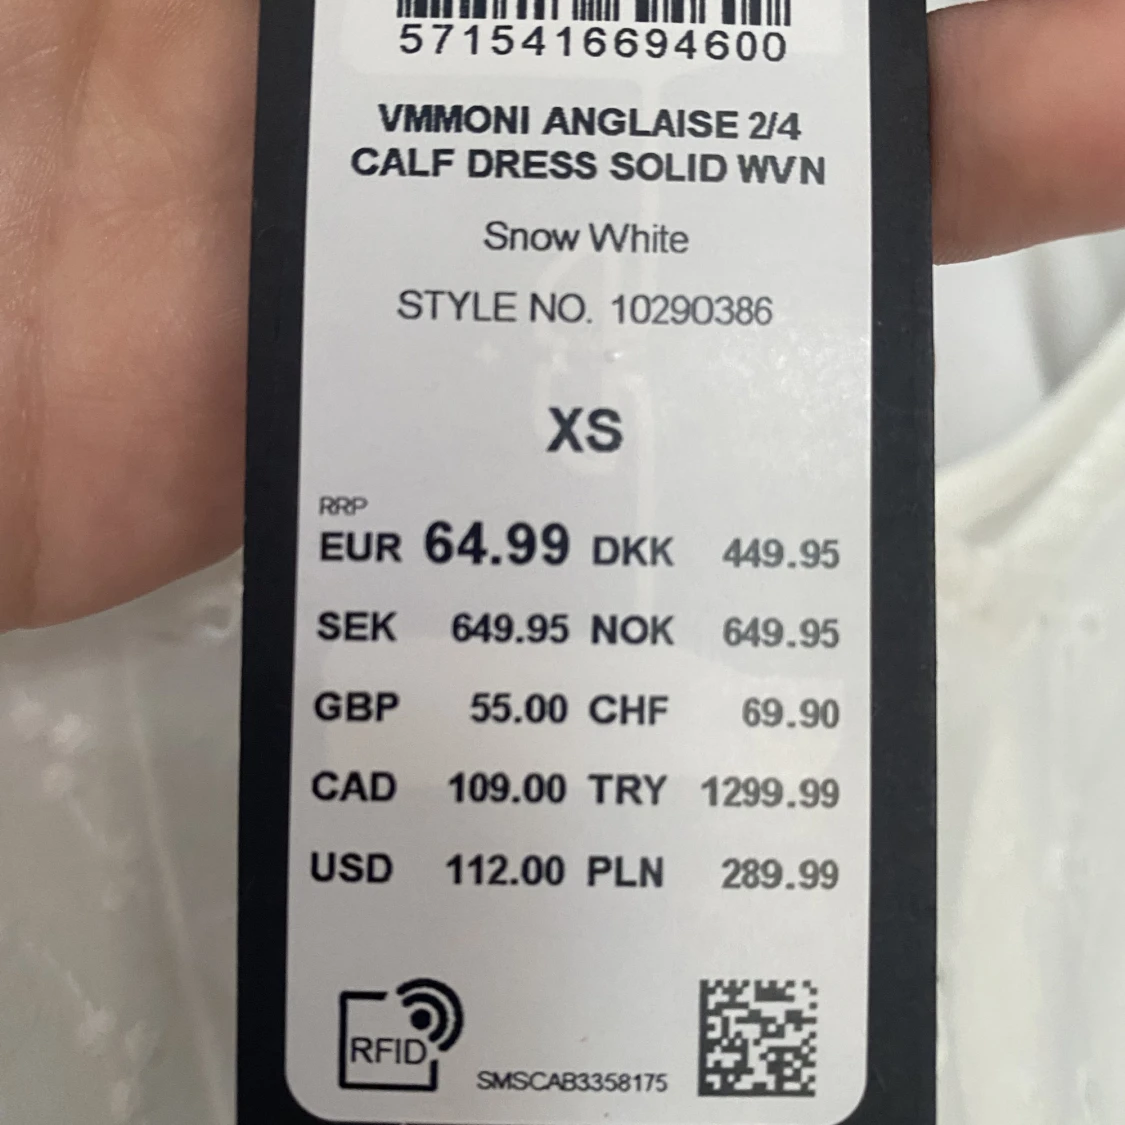 5715416694600
VMMONI ANGLAISE 2/4
CALF DRESS SOLID WVN
Snow White
STYLE NO. 10290386
XS
RRP
EUR 64.99 DKK 449.95
SEK 649.95 NOK 649.95
GBP 55.00 CHF 69.90
CAD 109.00 TRY 1299.99
USD 112.00 PLN 289.99
RFID
SMSCAB3358175